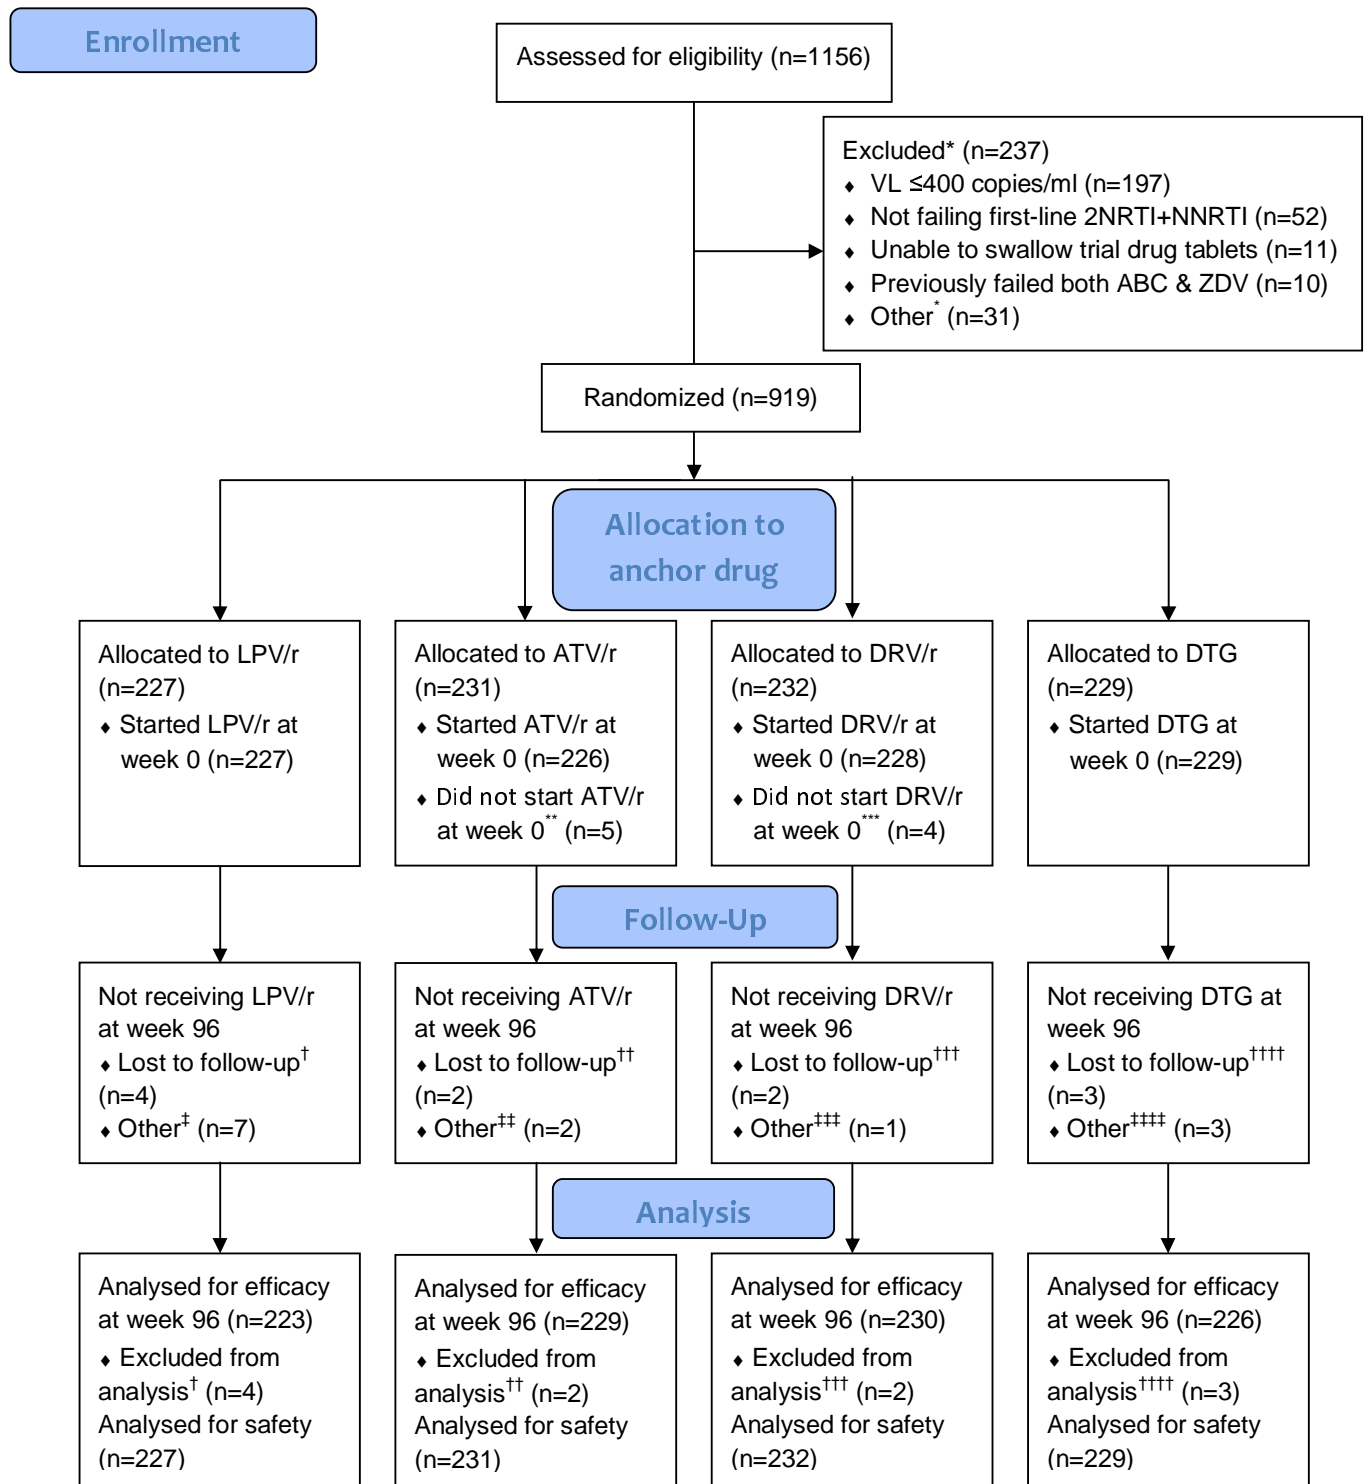 Enrollment
Assessed for eligibility (n=1156)
Excluded* (n=237)
♦ VL ≤400 copies/ml (n=197)
♦ Not failing first-line 2NRTI+NNRTI (n=52)
♦ Unable to swallow trial drug tablets (n=11)
♦ Previously failed both ABC & ZDV (n=10)
♦ Other* (n=31)
Randomized (n=919)
Allocation to
anchor drug
Allocated to LPV/r
(n=227)
♦ Started LPV/r at
week 0 (n=227)
Allocated to ATV/r
(n=231)
♦ Started ATV/r at
week 0 (n=226)
♦ Did not start ATV/r
at week 0** (n=5)
Allocated to DRV/r
(n=232)
♦ Started DRV/r at
week 0 (n=228)
♦ Did not start DRV/r
at week 0*** (n=4)
Allocated to DTG
(n=229)
♦ Started DTG at
week 0 (n=229)
Follow-Up
Not receiving LPV/r
at week 96
♦ Lost to follow-up†
(n=4)
♦ Other‡ (n=7)
Not receiving ATV/r
at week 96
♦ Lost to follow-up††
(n=2)
♦ Other‡‡ (n=2)
Not receiving DRV/r
at week 96
♦ Lost to follow-up†††
(n=2)
♦ Other‡‡‡ (n=1)
Not receiving DTG at
week 96
♦ Lost to follow-up††††
(n=3)
♦ Other‡‡‡‡ (n=3)
Analysis
Analysed for efficacy
at week 96 (n=223)
♦ Excluded from
analysis† (n=4)
Analysed for safety
(n=227)
Analysed for efficacy
at week 96 (n=229)
♦ Excluded from
analysis†† (n=2)
Analysed for safety
(n=231)
Analysed for efficacy
at week 96 (n=230)
♦ Excluded from
analysis††† (n=2)
Analysed for safety
(n=232)
Analysed for efficacy
at week 96 (n=226)
♦ Excluded from
analysis†††† (n=3)
Analysed for safety
(n=229)